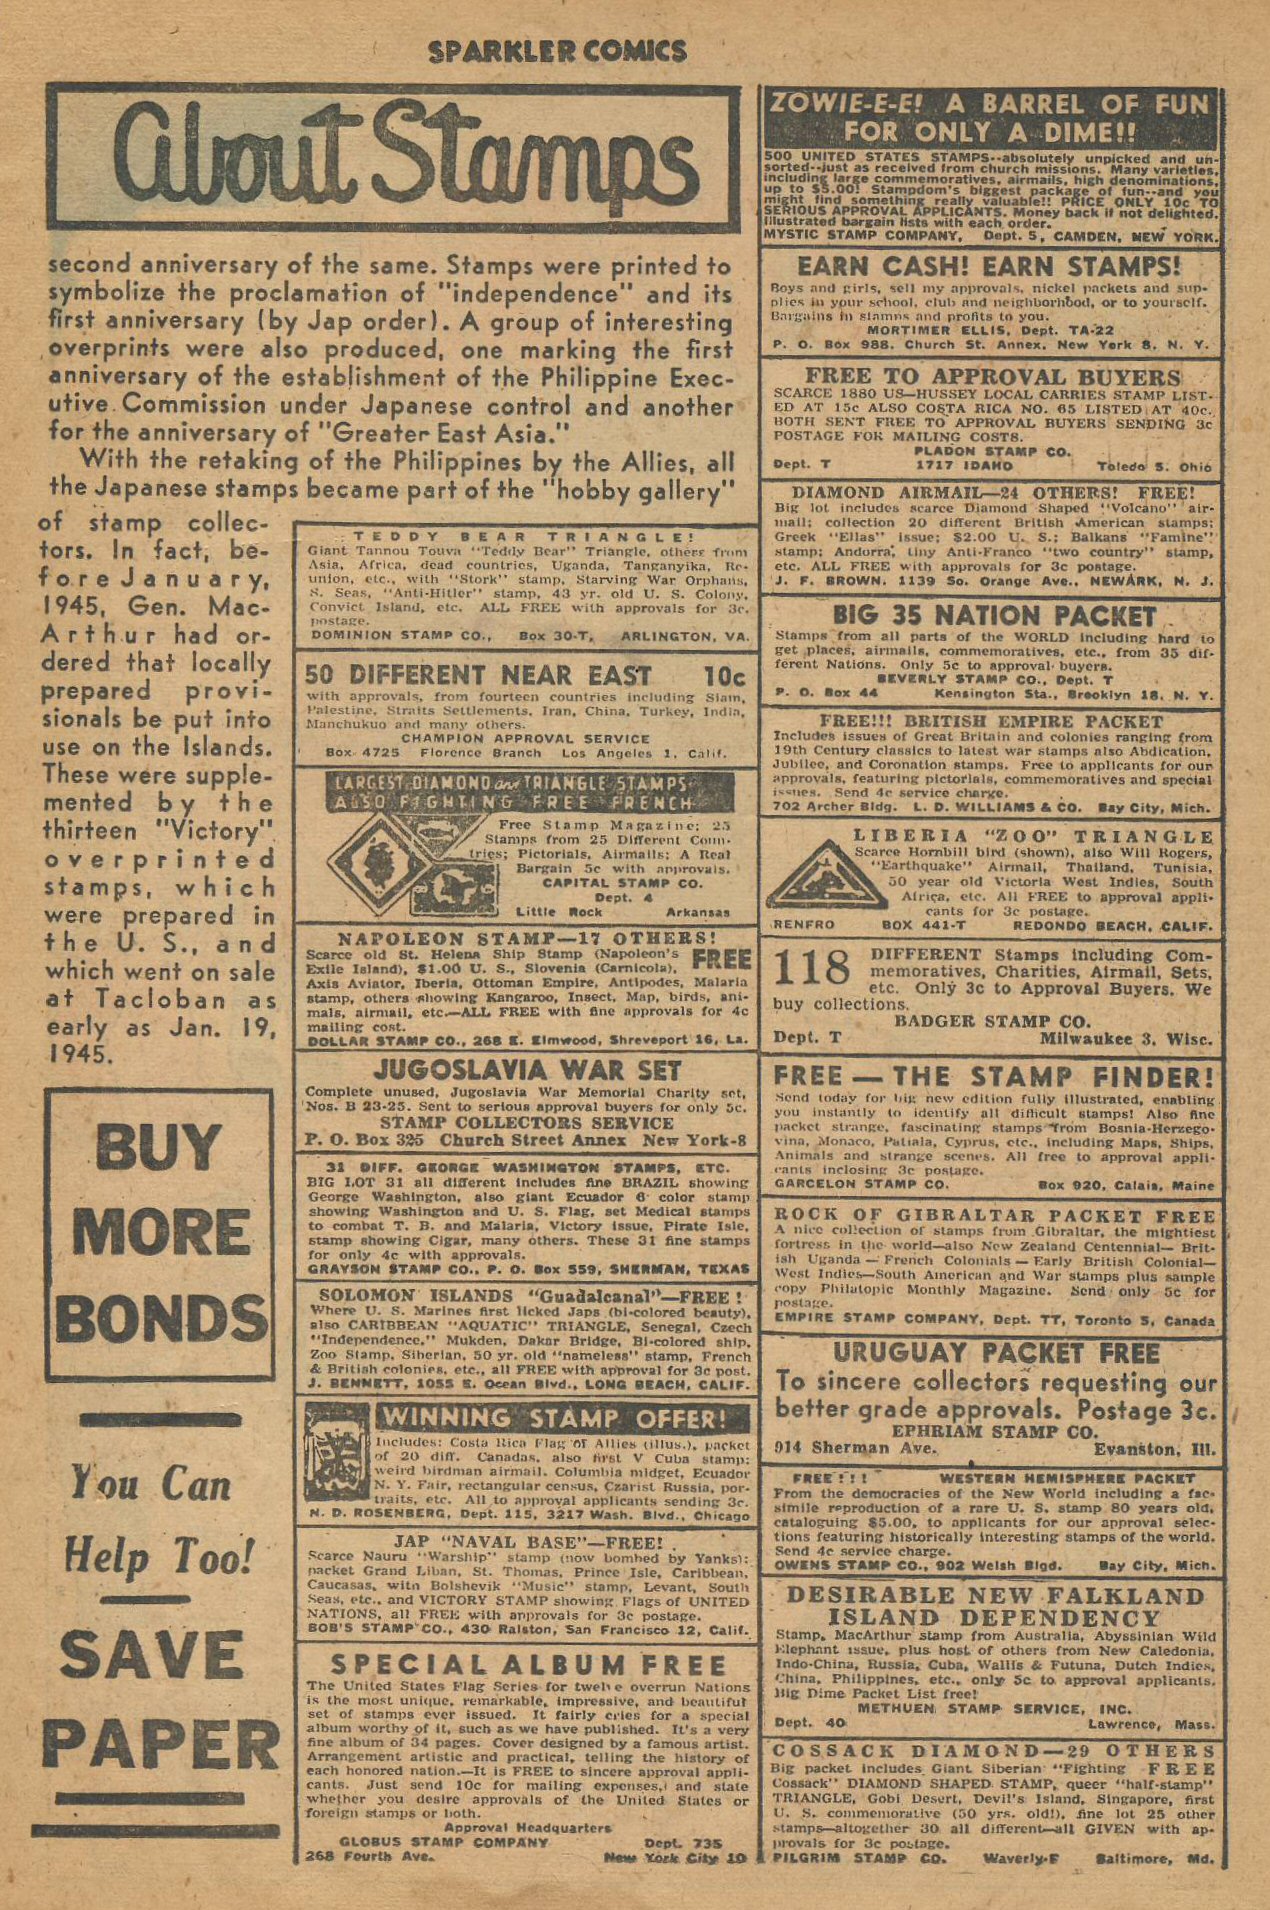 SPARKLER COMICS
About Stamps
second anniversary of the same. Stamps were printed to
symbolize the proclamation of "independence" and its
first anniversary (by Jap order). A group of interesting
overprints were also produced, one marking the first
anniversary of the establishment of the Philippine Exec-
utive Commission under Japanese control and another
for the anniversary of "Greater East Asia."
With the retaking of the Philippines by the Allies, all
the Japanese stamps became part of the "hobby gallery"
of stamp collec-
tors. In fact, be-
fore January,
1945, Gen. Mac-
Arthur had or-
dered that locally
prepared provi-
sionals be put into
use on the Islands.
These were supple-
mented by the
thirteen "Victory"
overprinted
stamps, which
were prepared in
the U. S., and
which went on sale
at Tacloban as
early as Jan. 19,
1945.
BUY
MORE
BONDS
You Can
Help Too!
SAVE
PAPER
TEDDY BEAR TRIANGLE!
Giant Tannou Touva "Teddy Bear" Triangle, others from
Asia, Africa, dead countries, Uganda, Tanganyika, Re-
union, etc., with "Stork" stamp, Starving War Orphans,
S. Seas, "Anti-Hitler" stamp, 43 yr. old U. S. Colony,
Convict Island, etc. ALL FREE with approvals for 3c.
postage.
DOMINION STAMP CO., Box 30-T, ARLINGTON, VA.
50 DIFFERENT NEAR EAST 10c
with approvals, from fourteen countries including Siam,
Palestine, Straits Settlements, Iran, China, Turkey, India,
Manchukuo and many others.
CHAMPION APPROVAL SERVICE
Box 4725 Florence Branch Los Angeles 1, Calif.
LARGEST DIAMOND and TRIANGLE STAMPS
ALSO FIGHTING FREE FRENCH
Free Stamp Magazine; 25
Stamps from 25 Different Coun-
tries; Pictorials, Airmails; A Real
Bargain 5c with approvals.
CAPITAL STAMP CO.
Dept. 4
Little Rock Arkansas
NAPOLEON STAMP—17 OTHERS!
Scarce old St. Helena Ship Stamp (Napoleon's FREE
Exile Island), $1.00 U. S., Slovenia (Carnicola),
Axis Aviator, Iberia, Ottoman Empire, Antipodes, Malaria
stamp, others showing Kangaroo, Insect, Map, birds, ani-
mals, airmail, etc.—ALL FREE with fine approvals for 4c
mailing cost.
DOLLAR STAMP CO., 268 E. Elmwood, Shreveport 16, La.
JUGOSLAVIA WAR SET
Complete unused, Jugoslavia War Memorial Charity set,
Nos. B 23-25. Sent to serious approval buyers for only 5c.
STAMP COLLECTORS SERVICE
P. O. Box 325 Church Street Annex New York-8
31 DIFF. GEORGE WASHINGTON STAMPS, ETC.
BIG LOT 31 all different includes fine BRAZIL showing
George Washington, also giant Ecuador 6 color stamp
showing Washington and U. S. Flag, set Medical stamps
to combat T. B. and Malaria, Victory issue, Pirate Isle,
stamp showing Cigar, many others. These 31 fine stamps
for only 4c with approvals.
GRAYSON STAMP CO., P. O. Box 559, SHERMAN, TEXAS
SOLOMON ISLANDS "Guadalcanal"—FREE!
Where U. S. Marines first licked Japs (bi-colored beauty),
also CARIBBEAN "AQUATIC" TRIANGLE, Senegal, Czech
"Independence," Mukden, Dakar Bridge, Bi-colored ship,
Zoo Stamp, Siberian, 50 yr. old "nameless" stamp, French
& British colonies, etc., all FREE with approval for 3c post.
J. BENNETT, 1055 E. Ocean Blvd., LONG BEACH, CALIF.
WINNING STAMP OFFER!
Includes: Costa Rica Flag of Allies (illus.), packet
of 20 diff. Canadas, also first V Cuba stamp;
weird birdman airmail, Columbia midget, Ecuador
N. Y. Fair, rectangular census, Czarist Russia, por-
traits, etc. All to approval applicants sending 3c.
N. D. ROSENBERG, Dept. 115, 3217 Wash. Blvd., Chicago
JAP "NAVAL BASE"—FREE!
Scarce Nauru "Warship" stamp (now bombed by Yanks);
packet Grand Liban, St. Thomas, Prince Isle, Caribbean,
Caucasas, with Bolshevik "Music" stamp, Levant, South
Seas, etc., and VICTORY STAMP showing Flags of UNITED
NATIONS, all FREE with approvals for 3c postage.
BOB'S STAMP CO., 430 Ralston, San Francisco 12, Calif.
SPECIAL ALBUM FREE
The United States Flag Series for twelve overrun Nations
is the most unique, remarkable, impressive, and beautiful
set of stamps ever issued. It fairly cries for a special
album worthy of it, such as we have published. It's a very
fine album of 34 pages. Cover designed by a famous artist.
Arrangement artistic and practical, telling the history of
each honored nation.—It is FREE to sincere approval appli-
cants. Just send 10c for mailing expenses, and state
whether you desire approvals of the United States or
foreign stamps or both.
Approval Headquarters
GLOBUS STAMP COMPANY Dept. 735
268 Fourth Ave. New York City 10
ZOWIE-E-E! A BARREL OF FUN
FOR ONLY A DIME!!
500 UNITED STATES STAMPS--absolutely unpicked and un-
sorted--just as received from church missions. Many varieties,
including large commemoratives, airmails, high denominations,
up to $5.00! Stampdom's biggest package of fun--and you
might find something really valuable!! PRICE ONLY 10c TO
SERIOUS APPROVAL APPLICANTS. Money back if not delighted.
Illustrated bargain lists with each order.
MYSTIC STAMP COMPANY, Dept. 5, CAMDEN, NEW YORK.
EARN CASH! EARN STAMPS!
Boys and girls, sell my approvals, nickel packets and sup-
plies in your school, club and neighborhood, or to yourself.
Bargains in stamps and profits to you.
MORTIMER ELLIS, Dept. TA-22
P. O. Box 988, Church St. Annex, New York 8, N. Y.
FREE TO APPROVAL BUYERS
SCARCE 1880 US—HUSSEY LOCAL CARRIES STAMP LIST-
ED AT 15c ALSO COSTA RICA NO. 65 LISTED AT 40c.
BOTH SENT FREE TO APPROVAL BUYERS SENDING 3c
POSTAGE FOR MAILING COSTS.
PLADON STAMP CO.
Dept. T 1717 IDAHO Toledo 5, Ohio
DIAMOND AIRMAIL—24 OTHERS! FREE!
Big lot includes scarce Diamond Shaped "Volcano" air-
mail; collection 20 different British American stamps;
Greek "Ellas" issue; $2.00 U. S.; Balkans "Famine"
stamp; Andorra, tiny Anti-Franco "two country" stamp,
etc. ALL FREE with approvals for 3c postage.
J. F. BROWN, 1139 So. Orange Ave., NEWARK, N. J.
BIG 35 NATION PACKET
Stamps from all parts of the WORLD including hard to
get places, airmails, commemoratives, etc., from 35 dif-
ferent Nations. Only 5c to approval buyers.
BEVERLY STAMP CO., Dept. T
P. O. Box 44 Kensington Sta., Brooklyn 18, N. Y.
FREE!!! BRITISH EMPIRE PACKET
Includes issues of Great Britain and colonies ranging from
19th Century classics to latest war stamps also Abdication,
Jubilee, and Coronation stamps. Free to applicants for our
approvals, featuring pictorials, commemoratives and special
issues. Send 4c service charge.
702 Archer Bldg. L. D. WILLIAMS & CO. Bay City, Mich.
LIBERIA "ZOO" TRIANGLE
Scarce Hornbill bird (shown), also Will Rogers,
"Earthquake" Airmail, Thailand, Tunisia,
50 year old Victoria West Indies, South
Africa, etc. All FREE to approval appli-
cants for 3c postage.
RENFRO BOX 441-T REDONDO BEACH, CALIF.
118 DIFFERENT Stamps including Com-
memoratives, Charities, Airmail, Sets,
etc. Only 3c to Approval Buyers. We
buy collections.
BADGER STAMP CO.
Dept. T Milwaukee 3, Wisc.
FREE — THE STAMP FINDER!
Send today for big new edition fully illustrated, enabling
you instantly to identify all difficult stamps! Also fine
packet strange, fascinating stamps from Bosnia-Herzego-
vina, Monaco, Patiala, Cyprus, etc., including Maps, Ships,
Animals and strange scenes. All free to approval appli-
cants inclosing 3c postage.
GARCELON STAMP CO. Box 920, Calais, Maine
ROCK OF GIBRALTAR PACKET FREE
A nice collection of stamps from Gibraltar, the mightiest
fortress in the world—also New Zealand Centennial— Brit-
ish Uganda — French Colonials — Early British Colonial—
West Indies—South American and War stamps plus sample
copy Philatopic Monthly Magazine. Send only 5c for
postage.
EMPIRE STAMP COMPANY, Dept. TT, Toronto 5, Canada
URUGUAY PACKET FREE
To sincere collectors requesting our
better grade approvals. Postage 3c.
EPHRIAM STAMP CO.
914 Sherman Ave. Evanston, Ill.
FREE!!! WESTERN HEMISPHERE PACKET
From the democracies of the New World including a fac-
simile reproduction of a rare U. S. stamp 80 years old,
cataloguing $5.00, to applicants for our approval selec-
tions featuring historically interesting stamps of the world.
Send 4c service charge.
OWENS STAMP CO., 902 Welsh Blgd. Bay City, Mich.
DESIRABLE NEW FALKLAND
ISLAND DEPENDENCY
Stamp, MacArthur stamp from Australia, Abyssinian Wild
Elephant issue, plus host of others from New Caledonia,
Indo-China, Russia, Cuba, Wallis & Futuna, Dutch Indies,
China, Philippines, etc., only 5c to approval applicants.
Big Dime Packet List free!
METHUEN STAMP SERVICE, INC.
Dept. 40 Lawrence, Mass.
COSSACK DIAMOND—29 OTHERS
Big packet includes Giant Siberian "Fighting FREE
Cossack" DIAMOND SHAPED STAMP, queer "half-stamp"
TRIANGLE, Gobi Desert, Devil's Island, Singapore, first
U. S. commemorative (50 yrs. old!), fine lot 25 other
stamps—altogether 30 all different—all GIVEN with ap-
provals for 3c postage.
PILGRIM STAMP CO. Waverly-F Baltimore, Md.